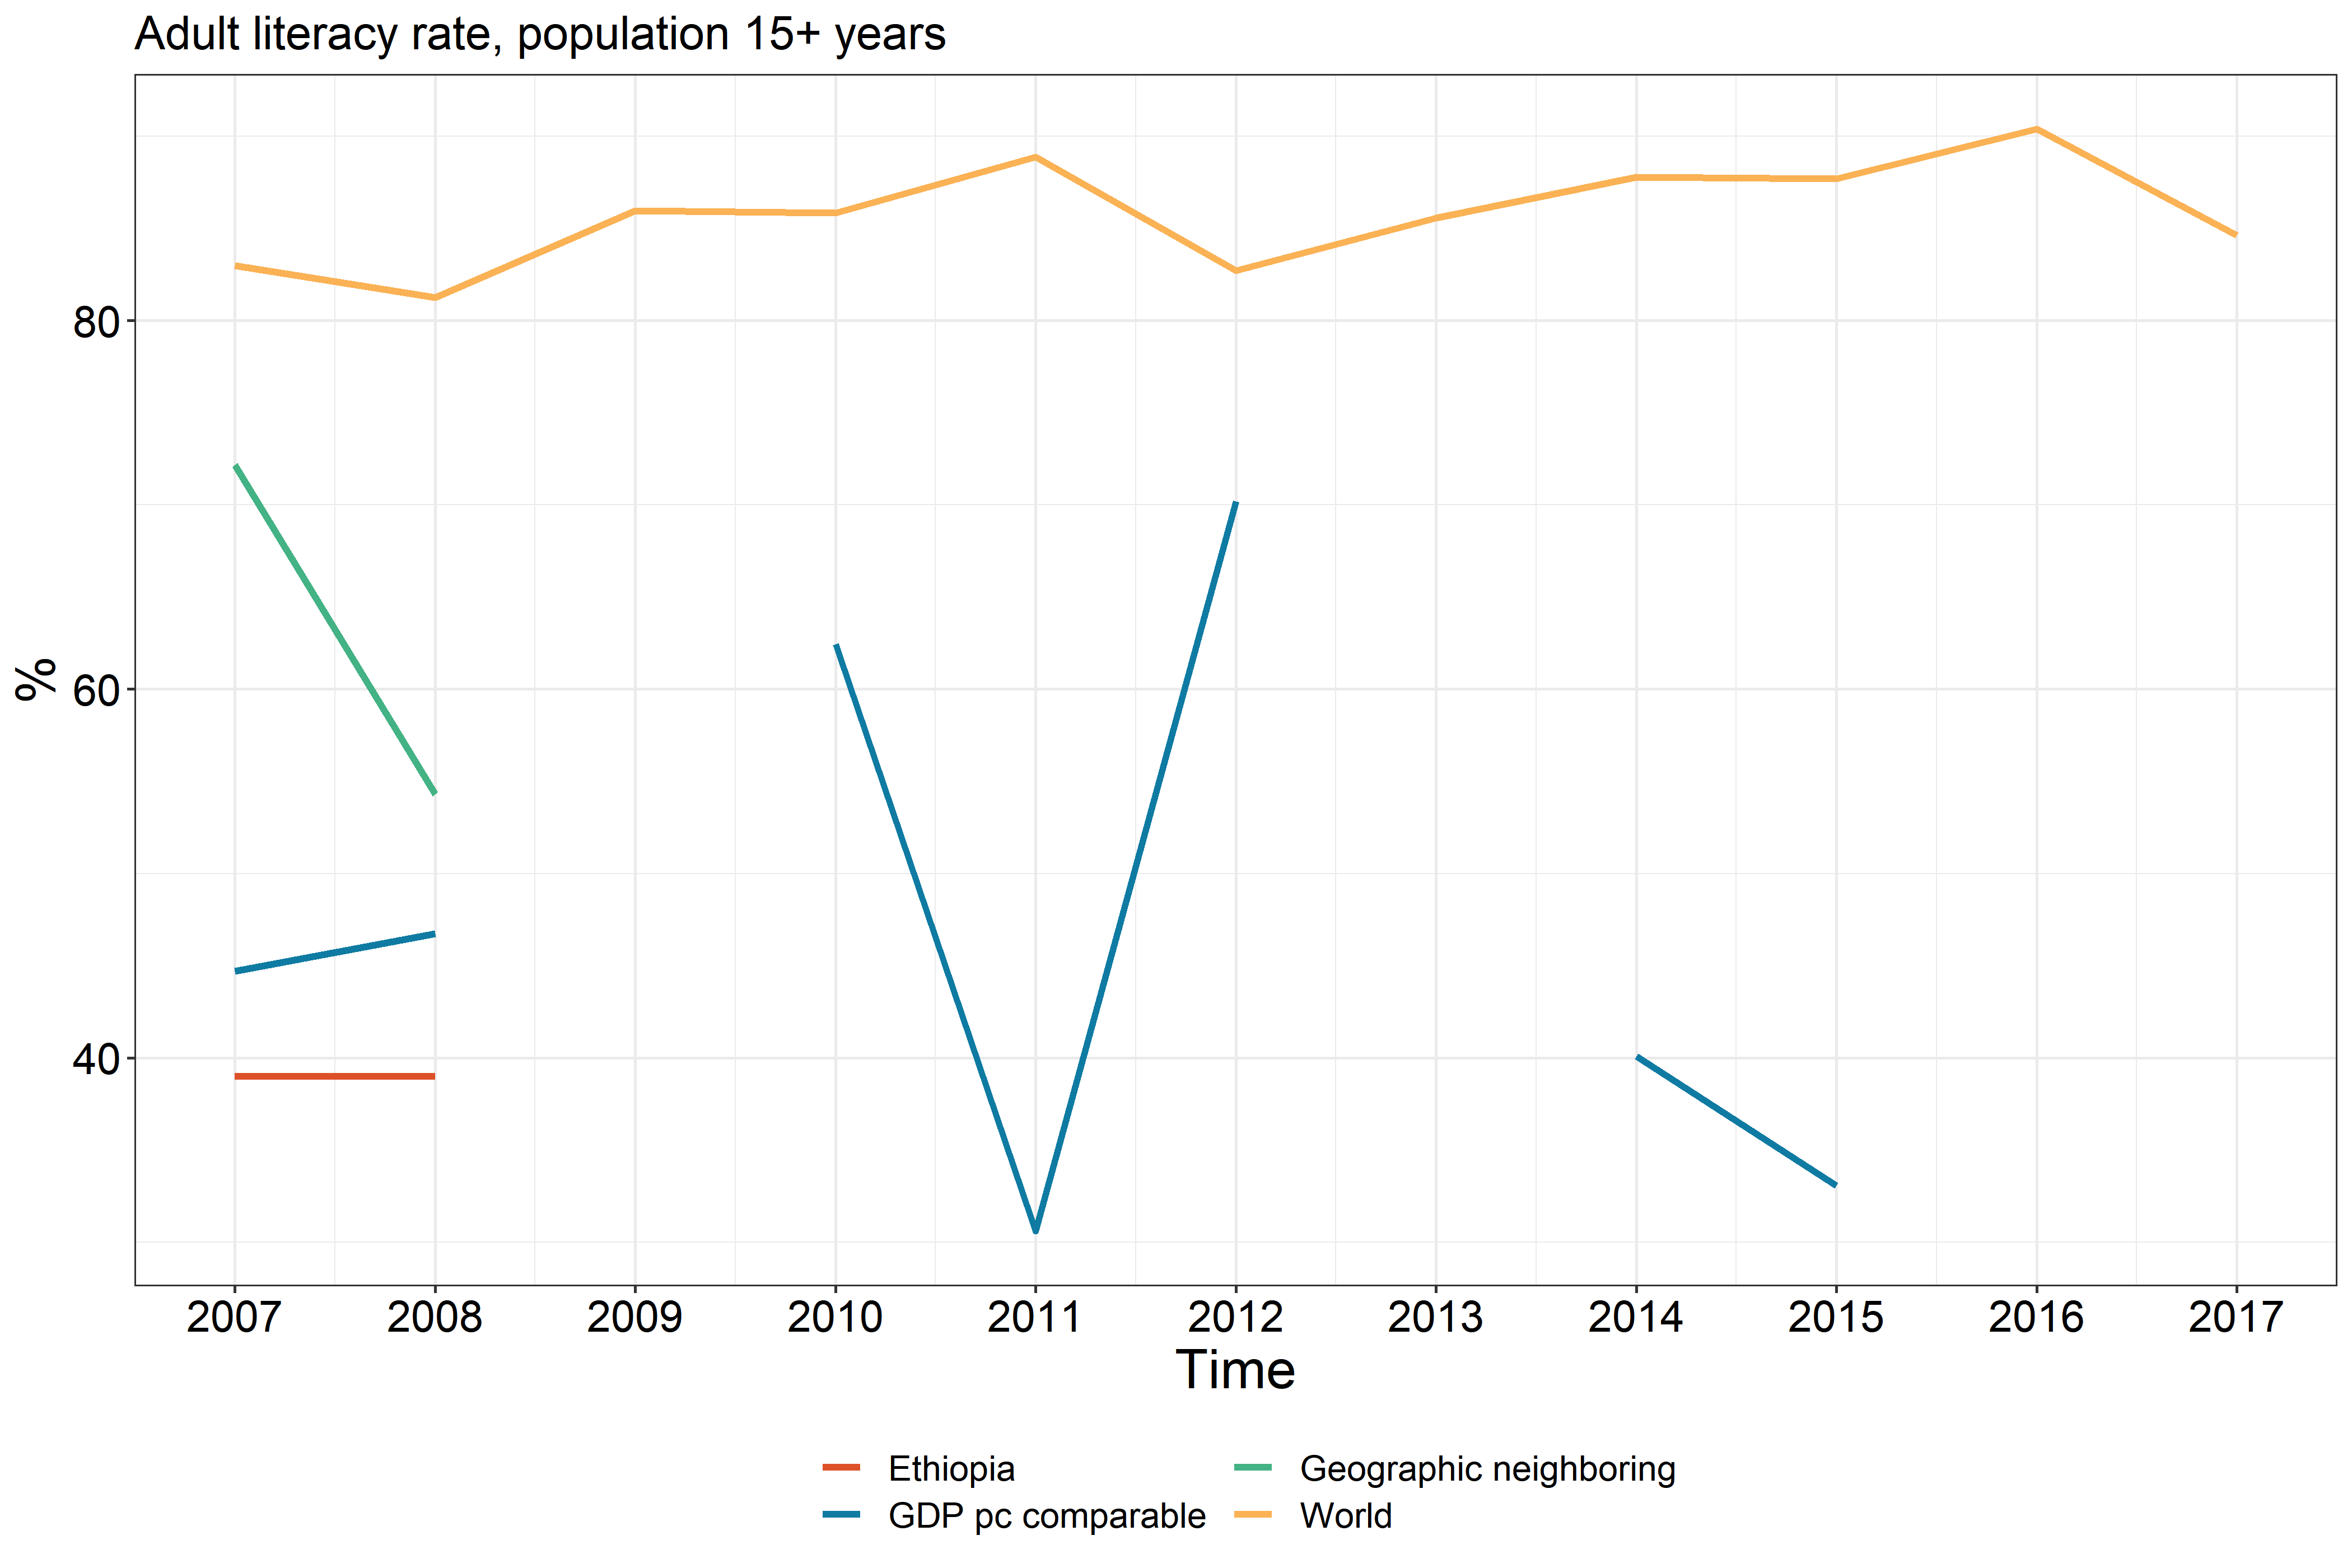 Adult literacy rate, population 15+ years
%
80
60
40
2007 2008 2009 2010 2011 2012 2013 2014 2015 2016 2017
Time
Ethiopia Geographic neighboring
GDP pc comparable World